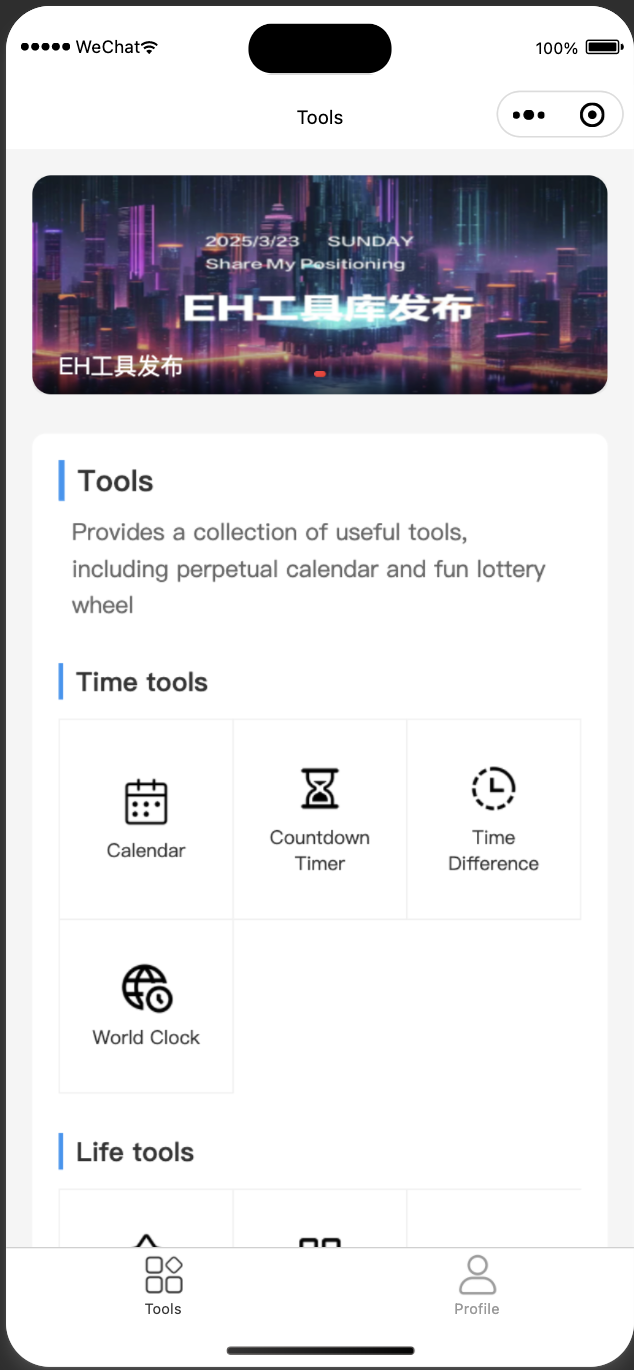 WeChat
100%
Tools
2025/3/23 SUNDAY
Share My Positioning
EH工具库发布
EH工具发布
Tools
Provides a collection of useful tools,
including perpetual calendar and fun lottery
wheel
Time tools
Calendar
Countdown
Timer
Time
Difference
World Clock
Life tools
Tools
Profile